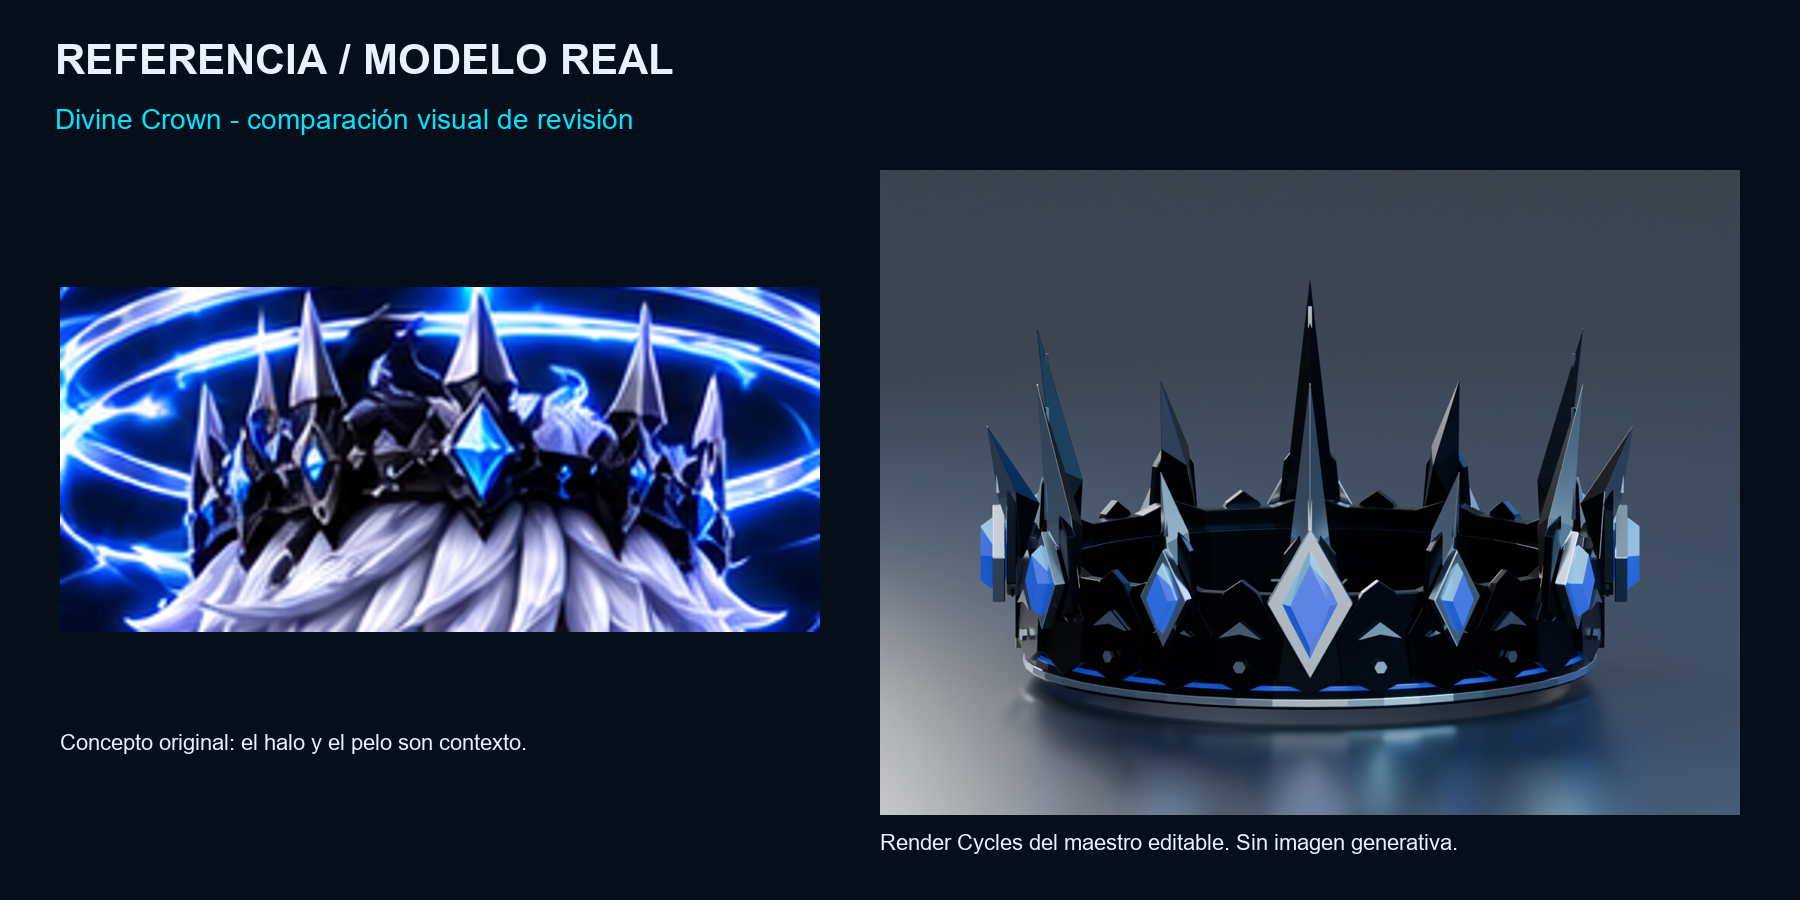 REFERENCIA / MODELO REAL
Divine Crown - comparación visual de revisión
Concepto original: el halo y el pelo son contexto.
Render Cycles del maestro editable. Sin imagen generativa.